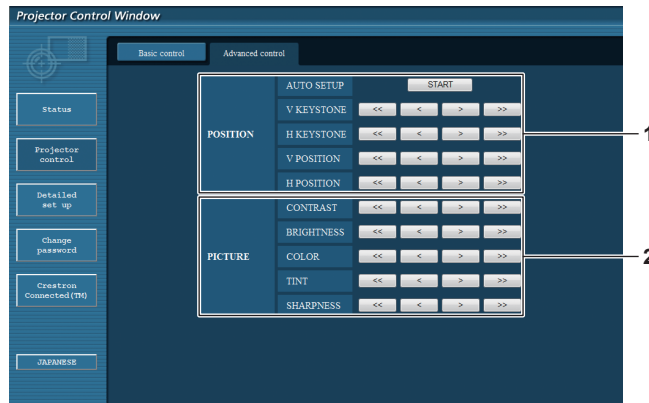 Projector Control Window
Basic control Advanced control
Status
Projector
control
Detailed
set up
Change
password
Crestron
Connected(TM)
JAPANESE
POSITION
AUTO SETUP START
V KEYSTONE << < > >>
H KEYSTONE << < > >>
V POSITION << < > >>
H POSITION << < > >>
1
PICTURE
CONTRAST << < > >>
BRIGHTNESS << < > >>
COLOR << < > >>
TINT << < > >>
SHARPNESS << < > >>
2